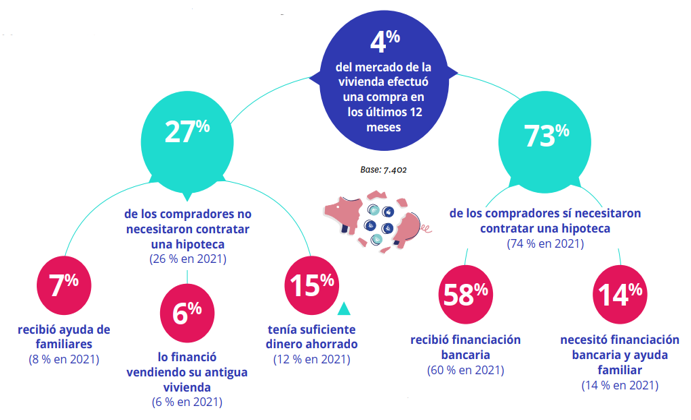 4%
del mercado de la
vivienda efectuó
una compra en
los últimos 12
meses
Base: 7.402
27%
de los compradores no
necesitaron contratar
una hipoteca
(26 % en 2021)
73%
de los compradores sí necesitaron
contratar una hipoteca
(74 % en 2021)
7%
recibió ayuda de
familiares
(8 % en 2021)
6%
lo financió
vendiendo su antigua
vivienda
(6 % en 2021)
15%
tenía suficiente
dinero ahorrado
(12 % en 2021)
58%
recibió financiación
bancaria
(60 % en 2021)
14%
necesitó financiación
bancaria y ayuda
familiar
(14 % en 2021)